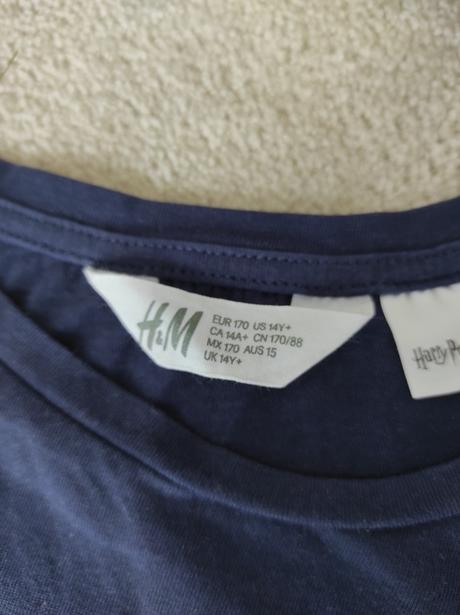 H&M
EUR 170 US 14Y+
CA 14A+ CN 170/88
MX 170 AUS 15
UK 14Y+
Harry